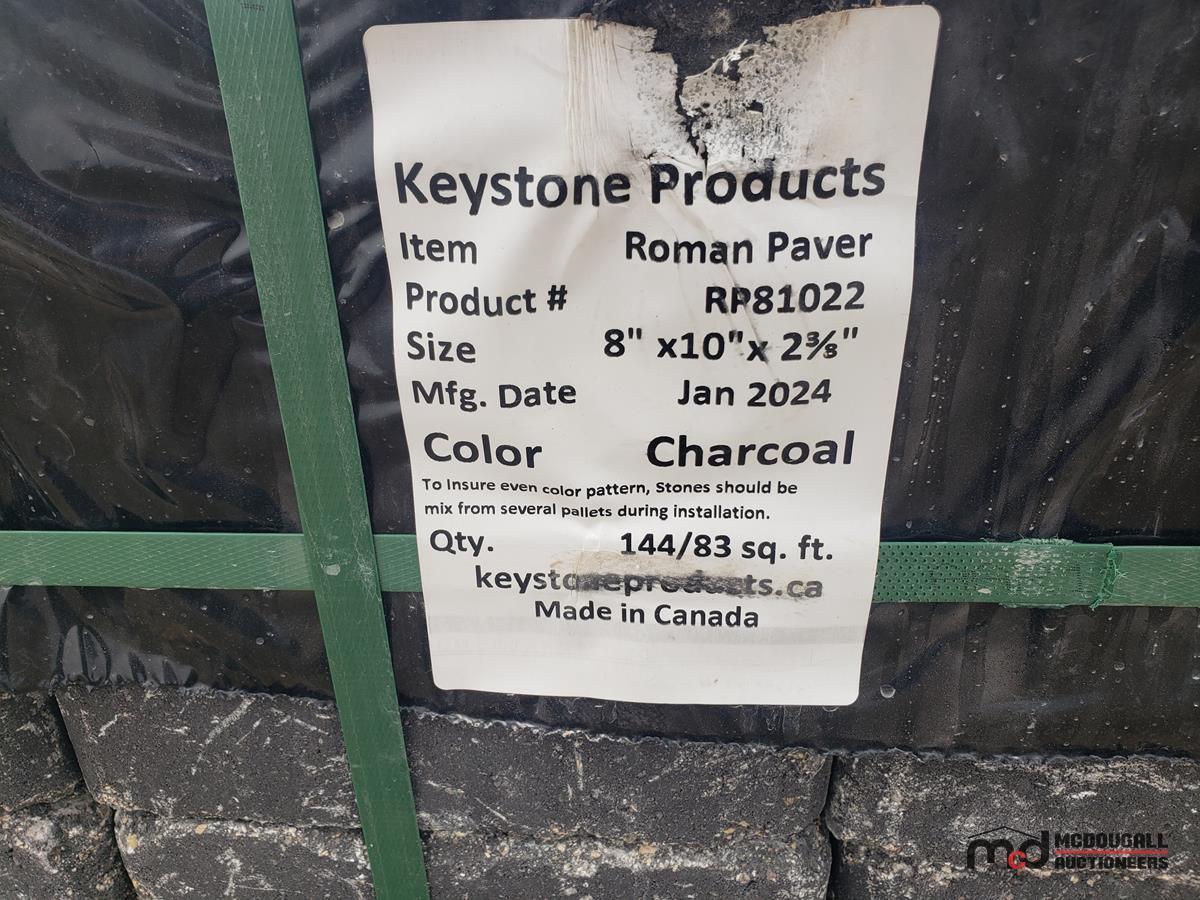 Keystone Products
Item Roman Paver
Product # RP81022
Size 8" x10"x 2⅜"
Mfg. Date Jan 2024
Color Charcoal
To Insure even color pattern, Stones should be
mix from several pallets during installation.
Qty. 144/83 sq. ft.
keystoneproducts.ca
Made in Canada
mcd MCDOUGALL
AUCTIONEERS